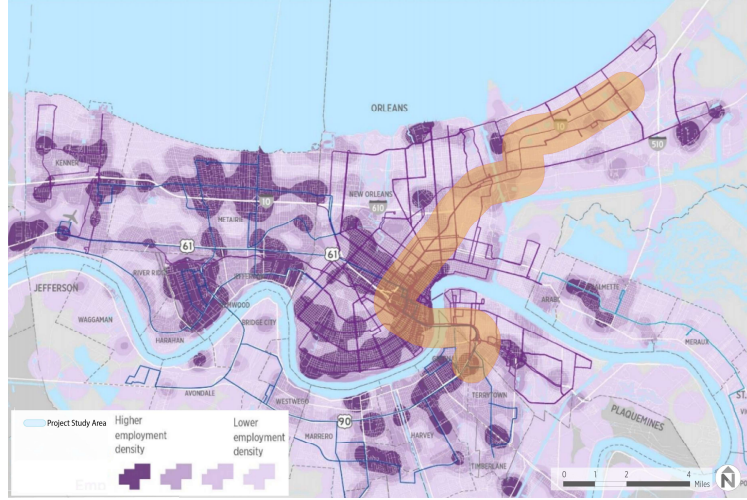 ORLEANS
KENNER
10
510
NEW ORLEANS
610
METAIRIE
10
61
61
RIVER RIDGE
JEFFERSON
ARABI
WAGGAMAN
BRIDGE CITY
HARAHAN
MERAUX
AVONDALE
WESTWEGO
TERRYTOWN
90
MARRERO
HARVEY
PLAQUEMINES
ST.
TIMBERLANE
Project Study Area
Higher
employment
density
Lower
employment
density
0 1 2 4
Miles
N